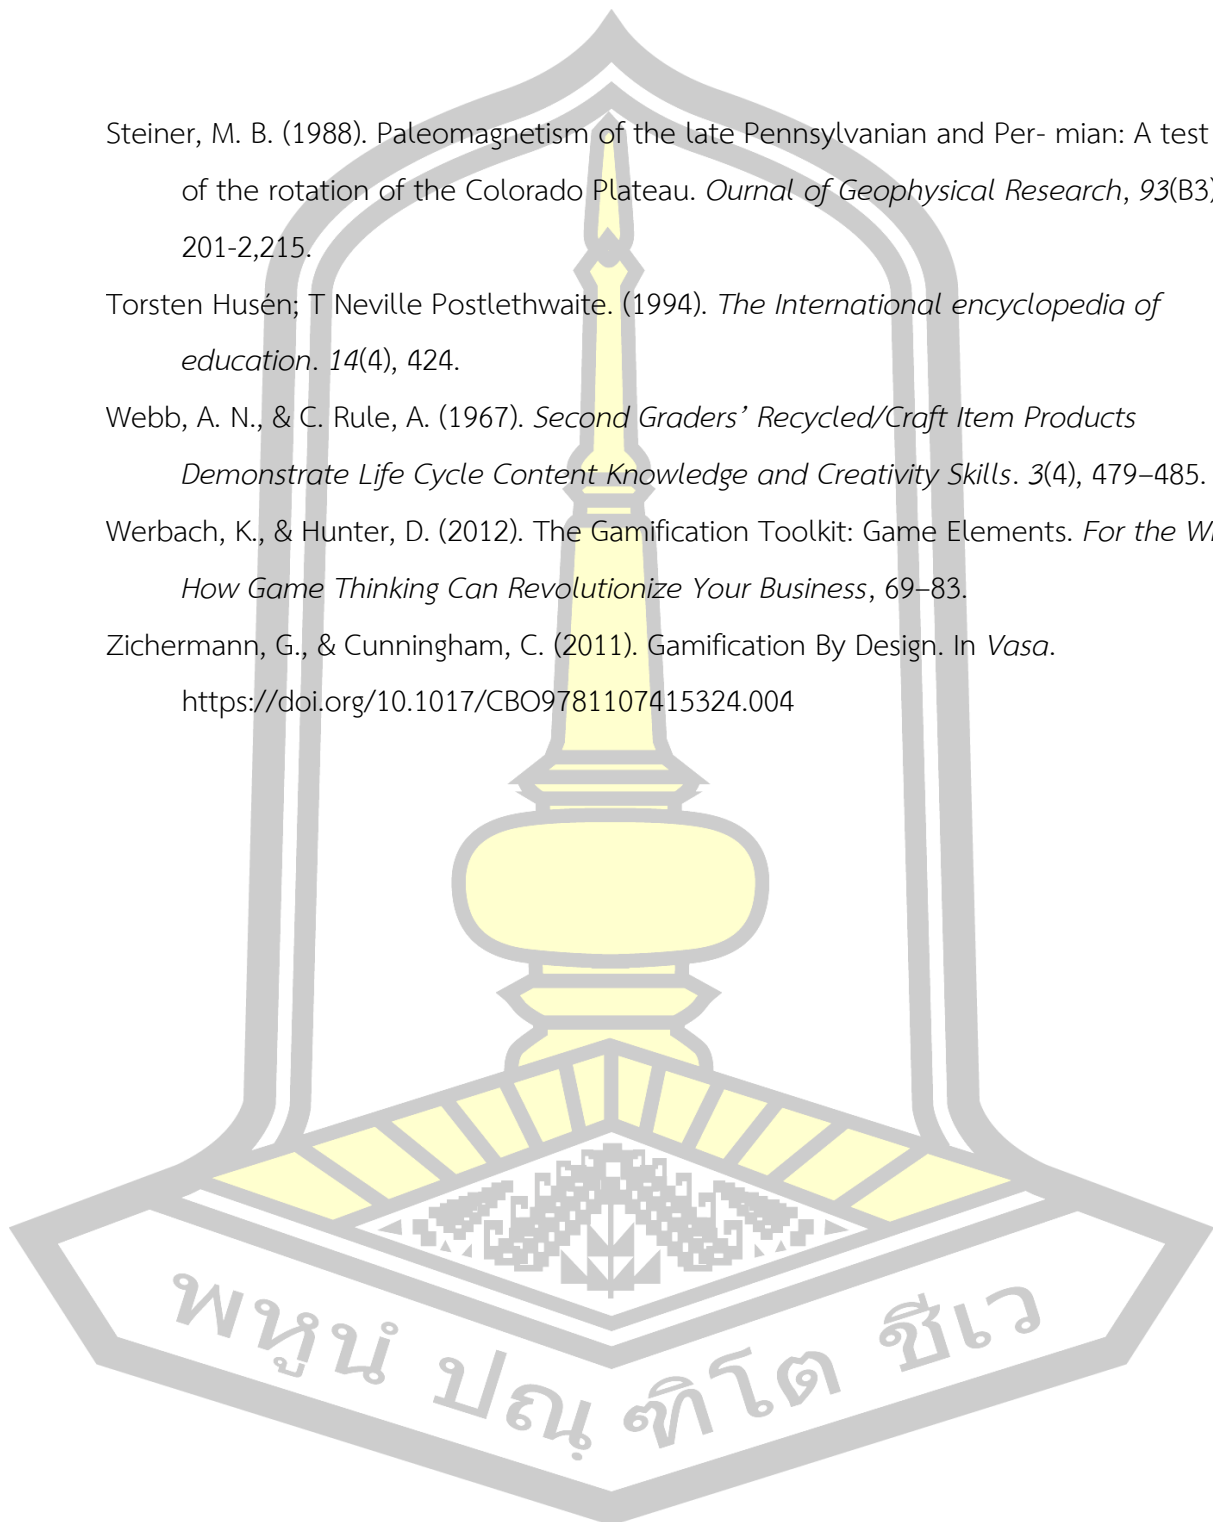 Steiner, M. B. (1988). Paleomagnetism of the late Pennsylvanian and Per- mian: A test
of the rotation of the Colorado Plateau. Ournal of Geophysical Research, 93(B3)
201-2,215.
Torsten Husén; T Neville Postlethwaite. (1994). The International encyclopedia of
education. 14(4), 424.
Webb, A. N., & C. Rule, A. (1967). Second Graders’ Recycled/Craft Item Products
Demonstrate Life Cycle Content Knowledge and Creativity Skills. 3(4), 479–485.
Werbach, K., & Hunter, D. (2012). The Gamification Toolkit: Game Elements. For the
How Game Thinking Can Revolutionize Your Business, 69–83.
Zichermann, G., & Cunningham, C. (2011). Gamification By Design. In Vasa.
https://doi.org/10.1017/CBO9781107415324.004
พหูนํ ปณฺ ฑิโต ชีเว